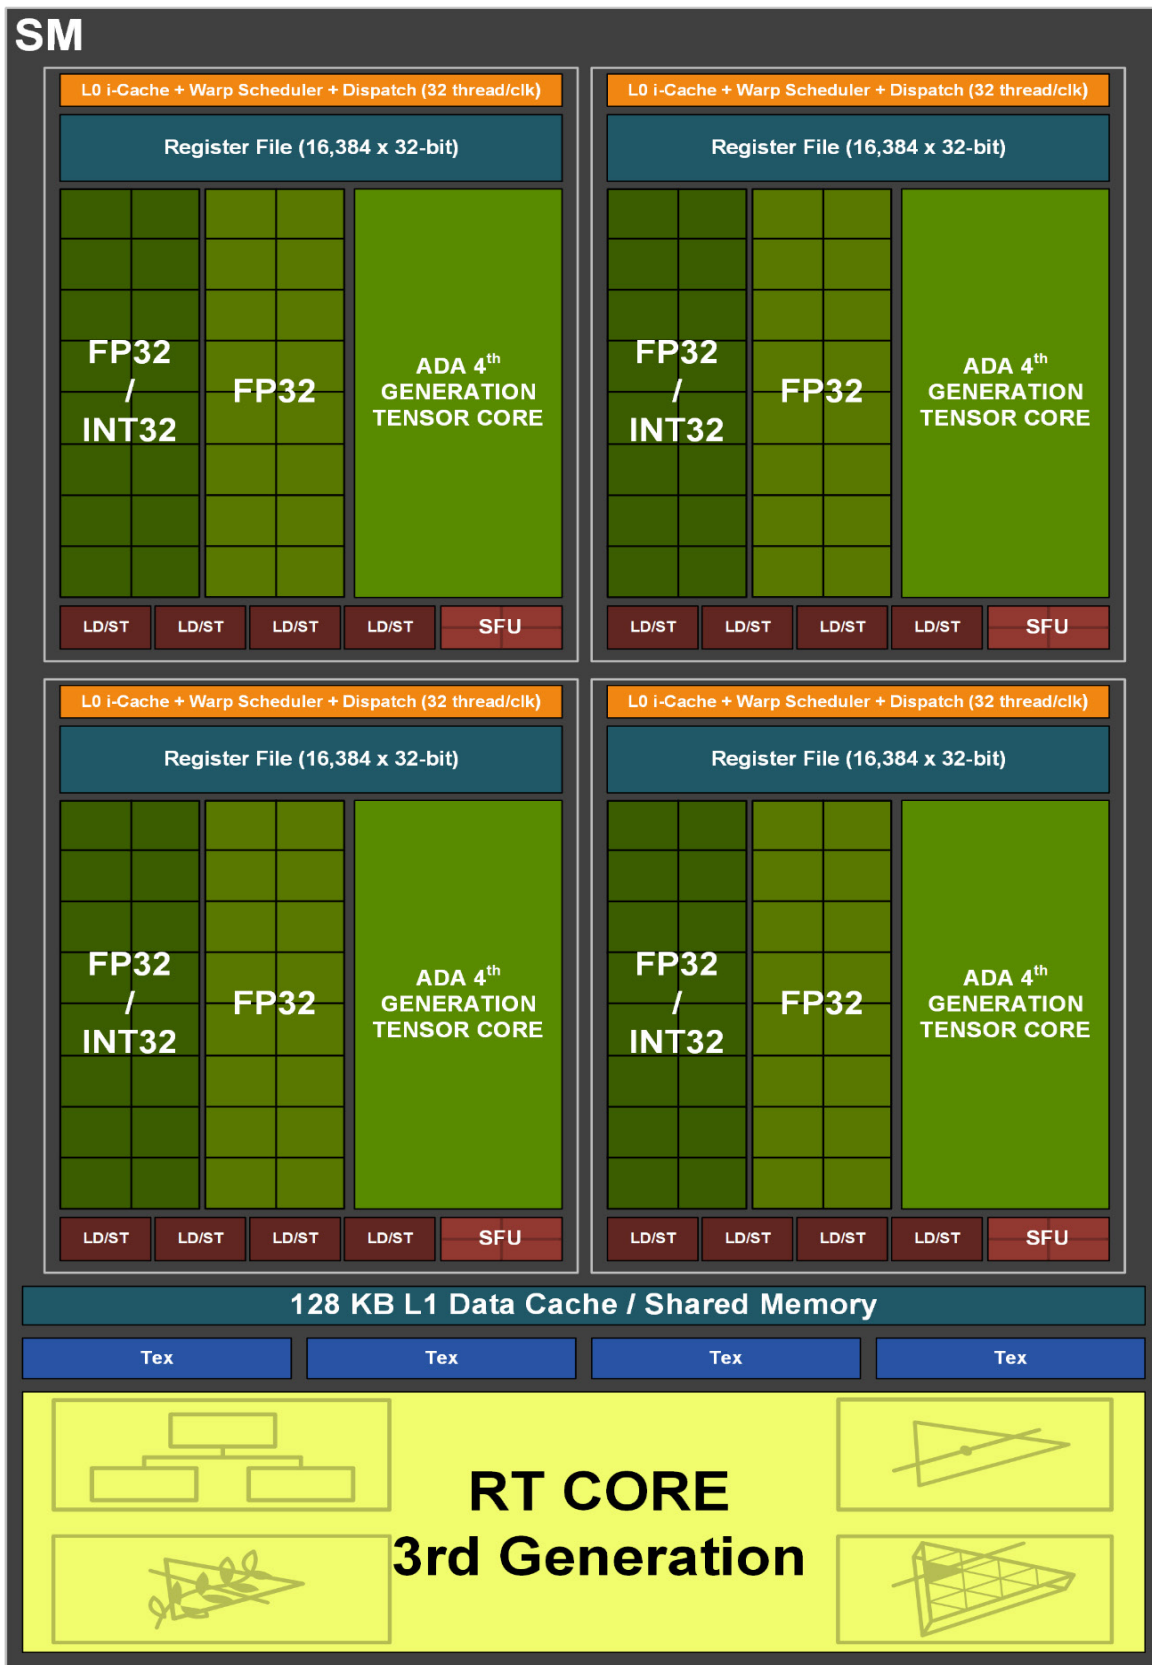 SM
L0 i-Cache + Warp Scheduler + Dispatch (32 thread/clk)
Register File (16,384 x 32-bit)
FP32
/
INT32
FP32
ADA 4th
GENERATION
TENSOR CORE
LD/ST LD/ST LD/ST LD/ST SFU
L0 i-Cache + Warp Scheduler + Dispatch (32 thread/clk)
Register File (16,384 x 32-bit)
FP32
/
INT32
FP32
ADA 4th
GENERATION
TENSOR CORE
LD/ST LD/ST LD/ST LD/ST SFU
L0 i-Cache + Warp Scheduler + Dispatch (32 thread/clk)
Register File (16,384 x 32-bit)
FP32
/
INT32
FP32
ADA 4th
GENERATION
TENSOR CORE
LD/ST LD/ST LD/ST LD/ST SFU
L0 i-Cache + Warp Scheduler + Dispatch (32 thread/clk)
Register File (16,384 x 32-bit)
FP32
/
INT32
FP32
ADA 4th
GENERATION
TENSOR CORE
LD/ST LD/ST LD/ST LD/ST SFU
128 KB L1 Data Cache / Shared Memory
Tex Tex Tex Tex
RT CORE
3rd Generation